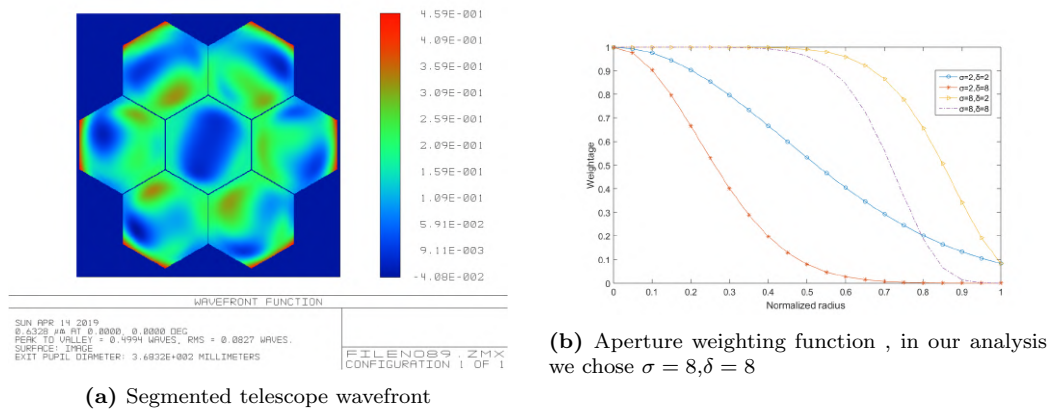 4.59E-001
4.09E-001
3.59E-001
3.09E-001
2.59E-001
2.09E-001
1.59E-001
1.09E-001
5.91E-002
9.11E-003
-4.08E-002
WAVEFRONT FUNCTION
SUN APR 14 2019
0.6328 µm AT 0.0000, 0.0000 DEG
PEAK TO VALLEY = 0.4994 WAVES, RMS = 0.0827 WAVES.
SURFACE: IMAGE
EXIT PUPIL DIAMETER: 3.6832E+002 MILLIMETERS
FILEN089.ZMX
CONFIGURATION 1 OF 1
(a) Segmented telescope wavefront
1
0.9
0.8
0.7
0.6
0.5
0.4
0.3
0.2
0.1
0
Weightage
σ=2,δ=2
σ=2,δ=8
σ=8,δ=2
σ=8,δ=8
0 0.1 0.2 0.3 0.4 0.5 0.6 0.7 0.8 0.9 1
Normalized radius
(b) Aperture weighting function , in our analysis
we chose σ = 8,δ = 8